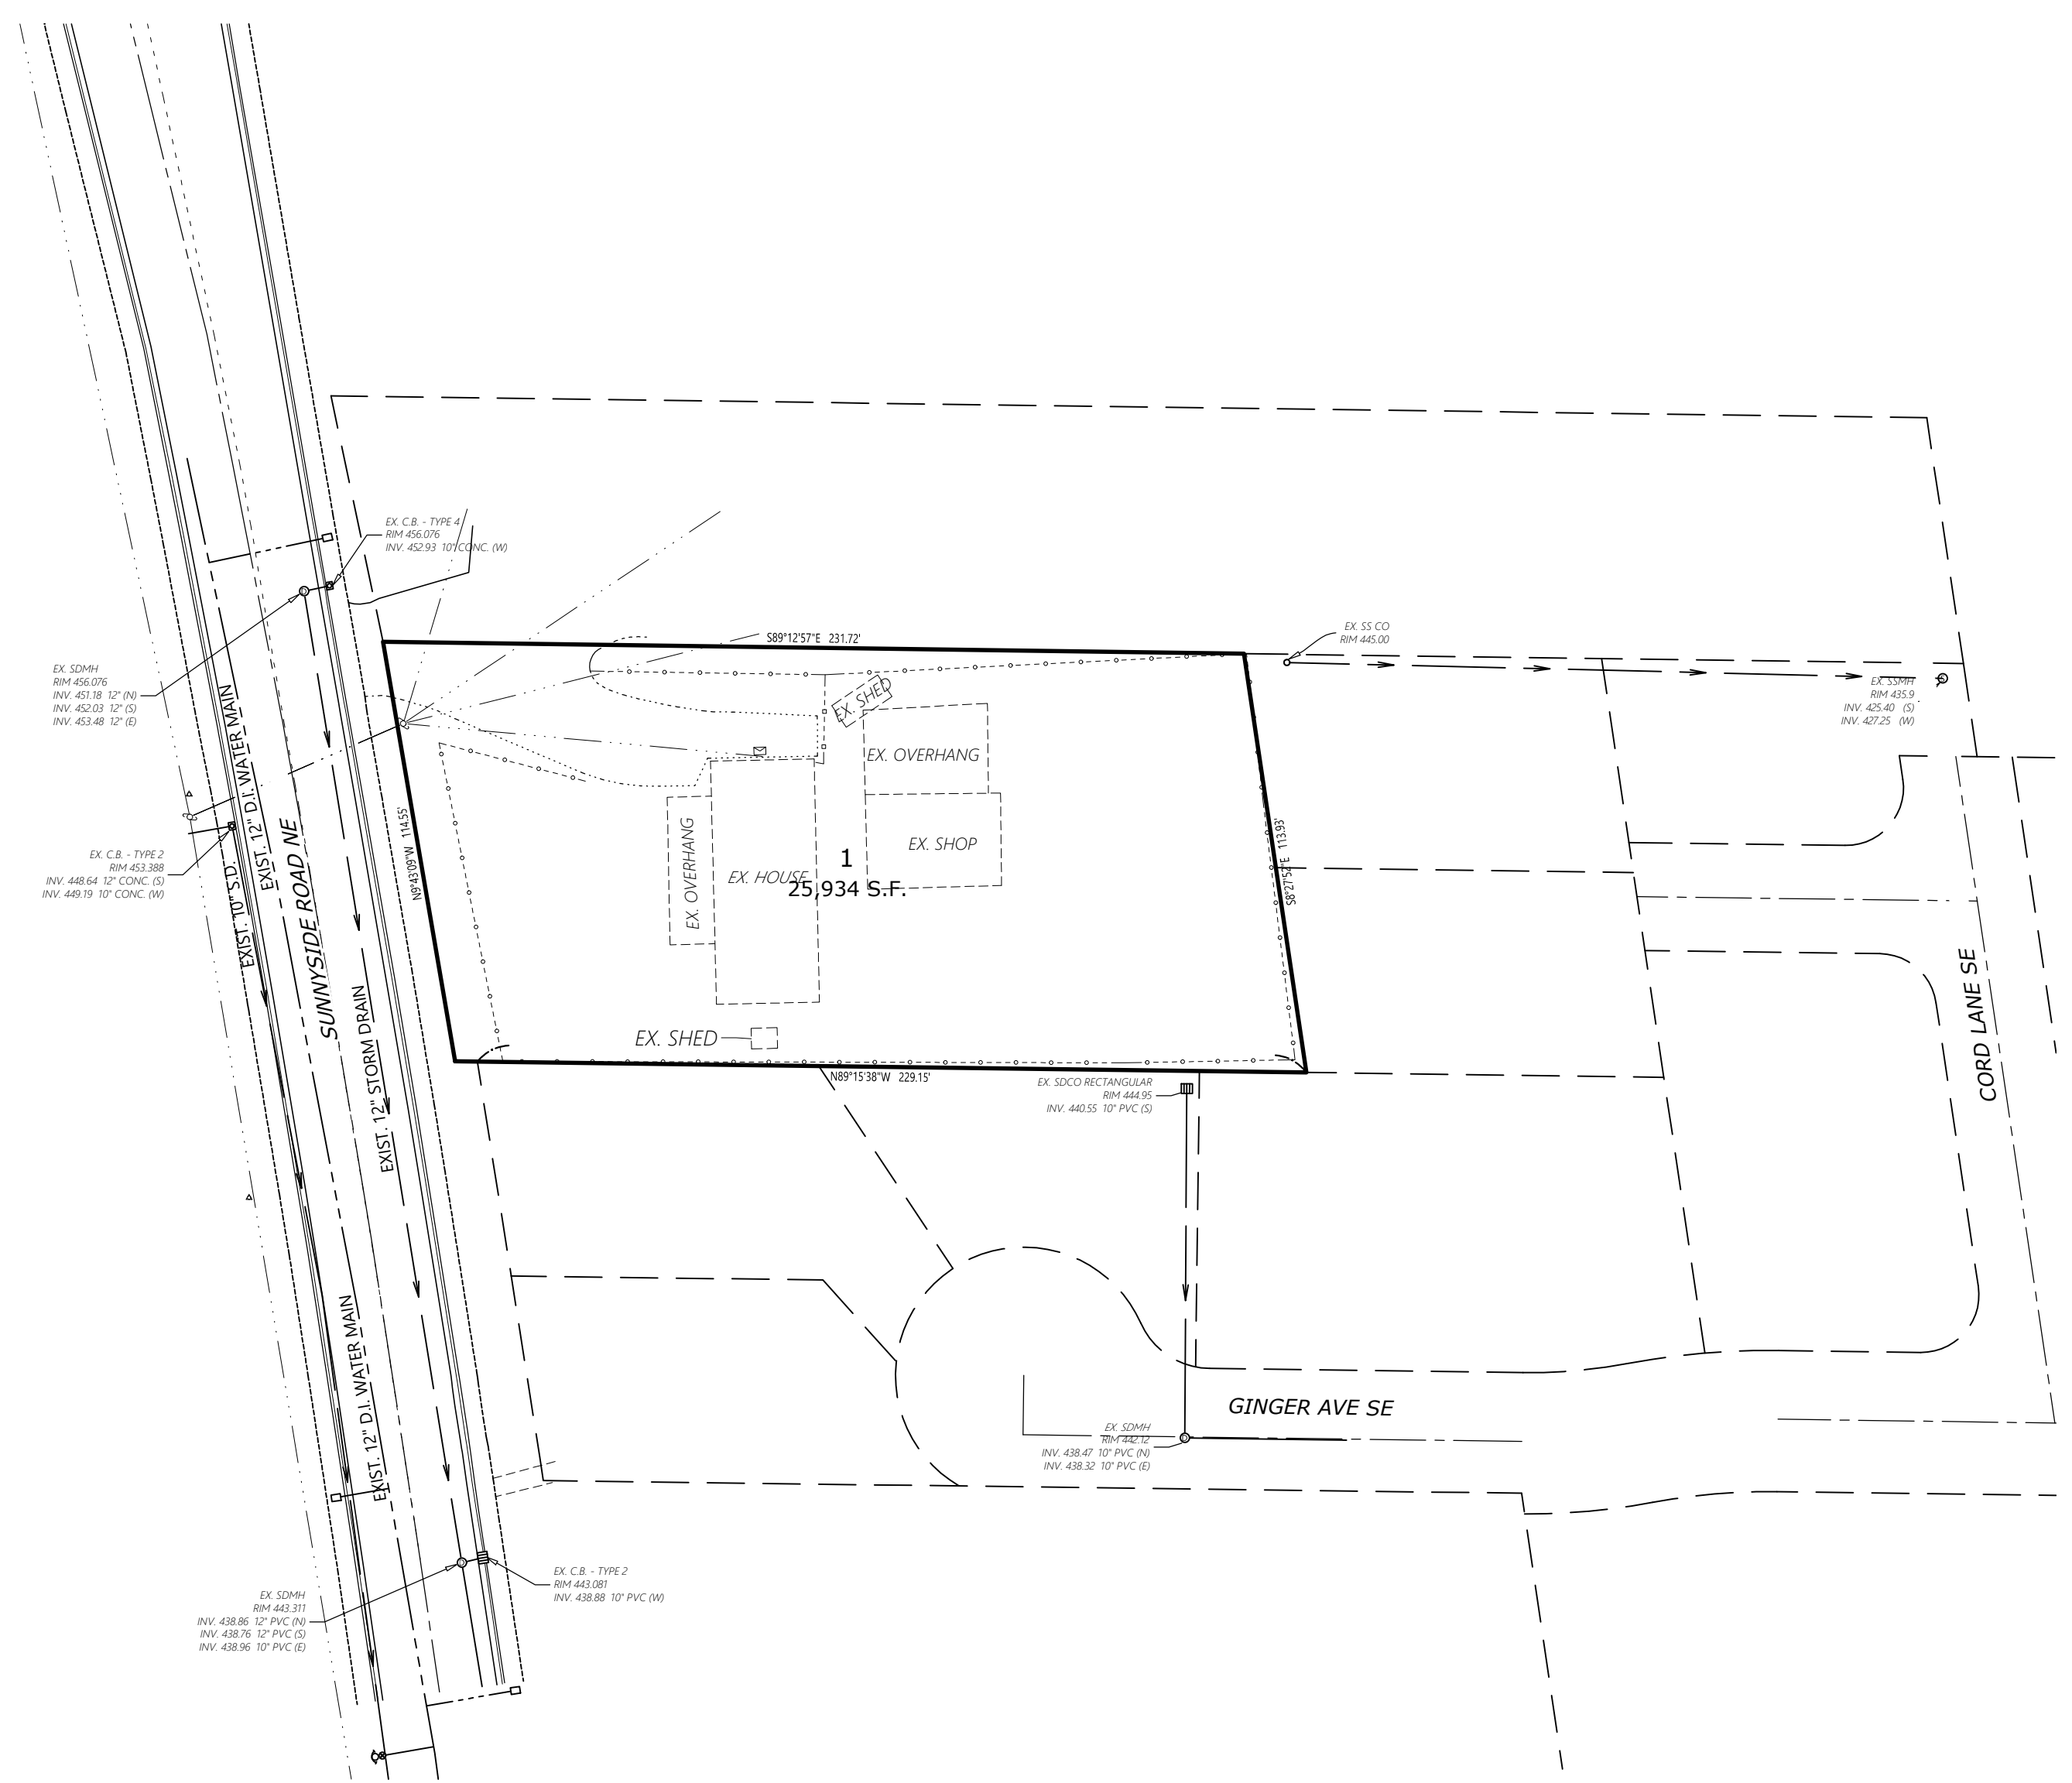 EX. C.B. - TYPE 4
RIM 456.076
INV. 452.93 10" CONC. (W)
EX. SDMH
RIM 456.076
INV. 451.18 12" (N)
INV. 452.03 12" (S)
INV. 453.48 12" (E)
S89°12'57"E 231.72'
EX. SS CO
RIM 445.00
EX. SSMH
RIM 435.9
INV. 425.40 (S)
INV. 427.25 (W)
EXIST. 12" D.I. WATER MAIN
EX. SHED
EX. OVERHANG
EX. SHOP
EX. OVERHANG
EX. HOUSE
1
25,934 S.F.
N9°43'09"W 114.55'
S8°27'52"E 113.93'
EX. C.B. - TYPE 2
RIM 453.388
INV. 448.64 12" CONC. (S)
INV. 449.19 10" CONC. (W)
EXIST. 10" S.D.
SUNNYSIDE ROAD NE
EXIST. 12" STORM DRAIN
CORD LANE SE
EX. SHED
N89°15'38"W 229.15'
EX. SDCO RECTANGULAR
RIM 444.95
INV. 440.55 10" PVC (S)
EXIST. 12" D.I. WATER MAIN
GINGER AVE SE
EX. SDMH
RIM 442.12
INV. 438.47 10" PVC (N)
INV. 438.32 10" PVC (E)
EX. C.B. - TYPE 2
RIM 443.081
INV. 438.88 10" PVC (W)
EX. SDMH
RIM 443.311
INV. 438.86 12" PVC (N)
INV. 438.76 12" PVC (S)
INV. 438.96 10" PVC (E)